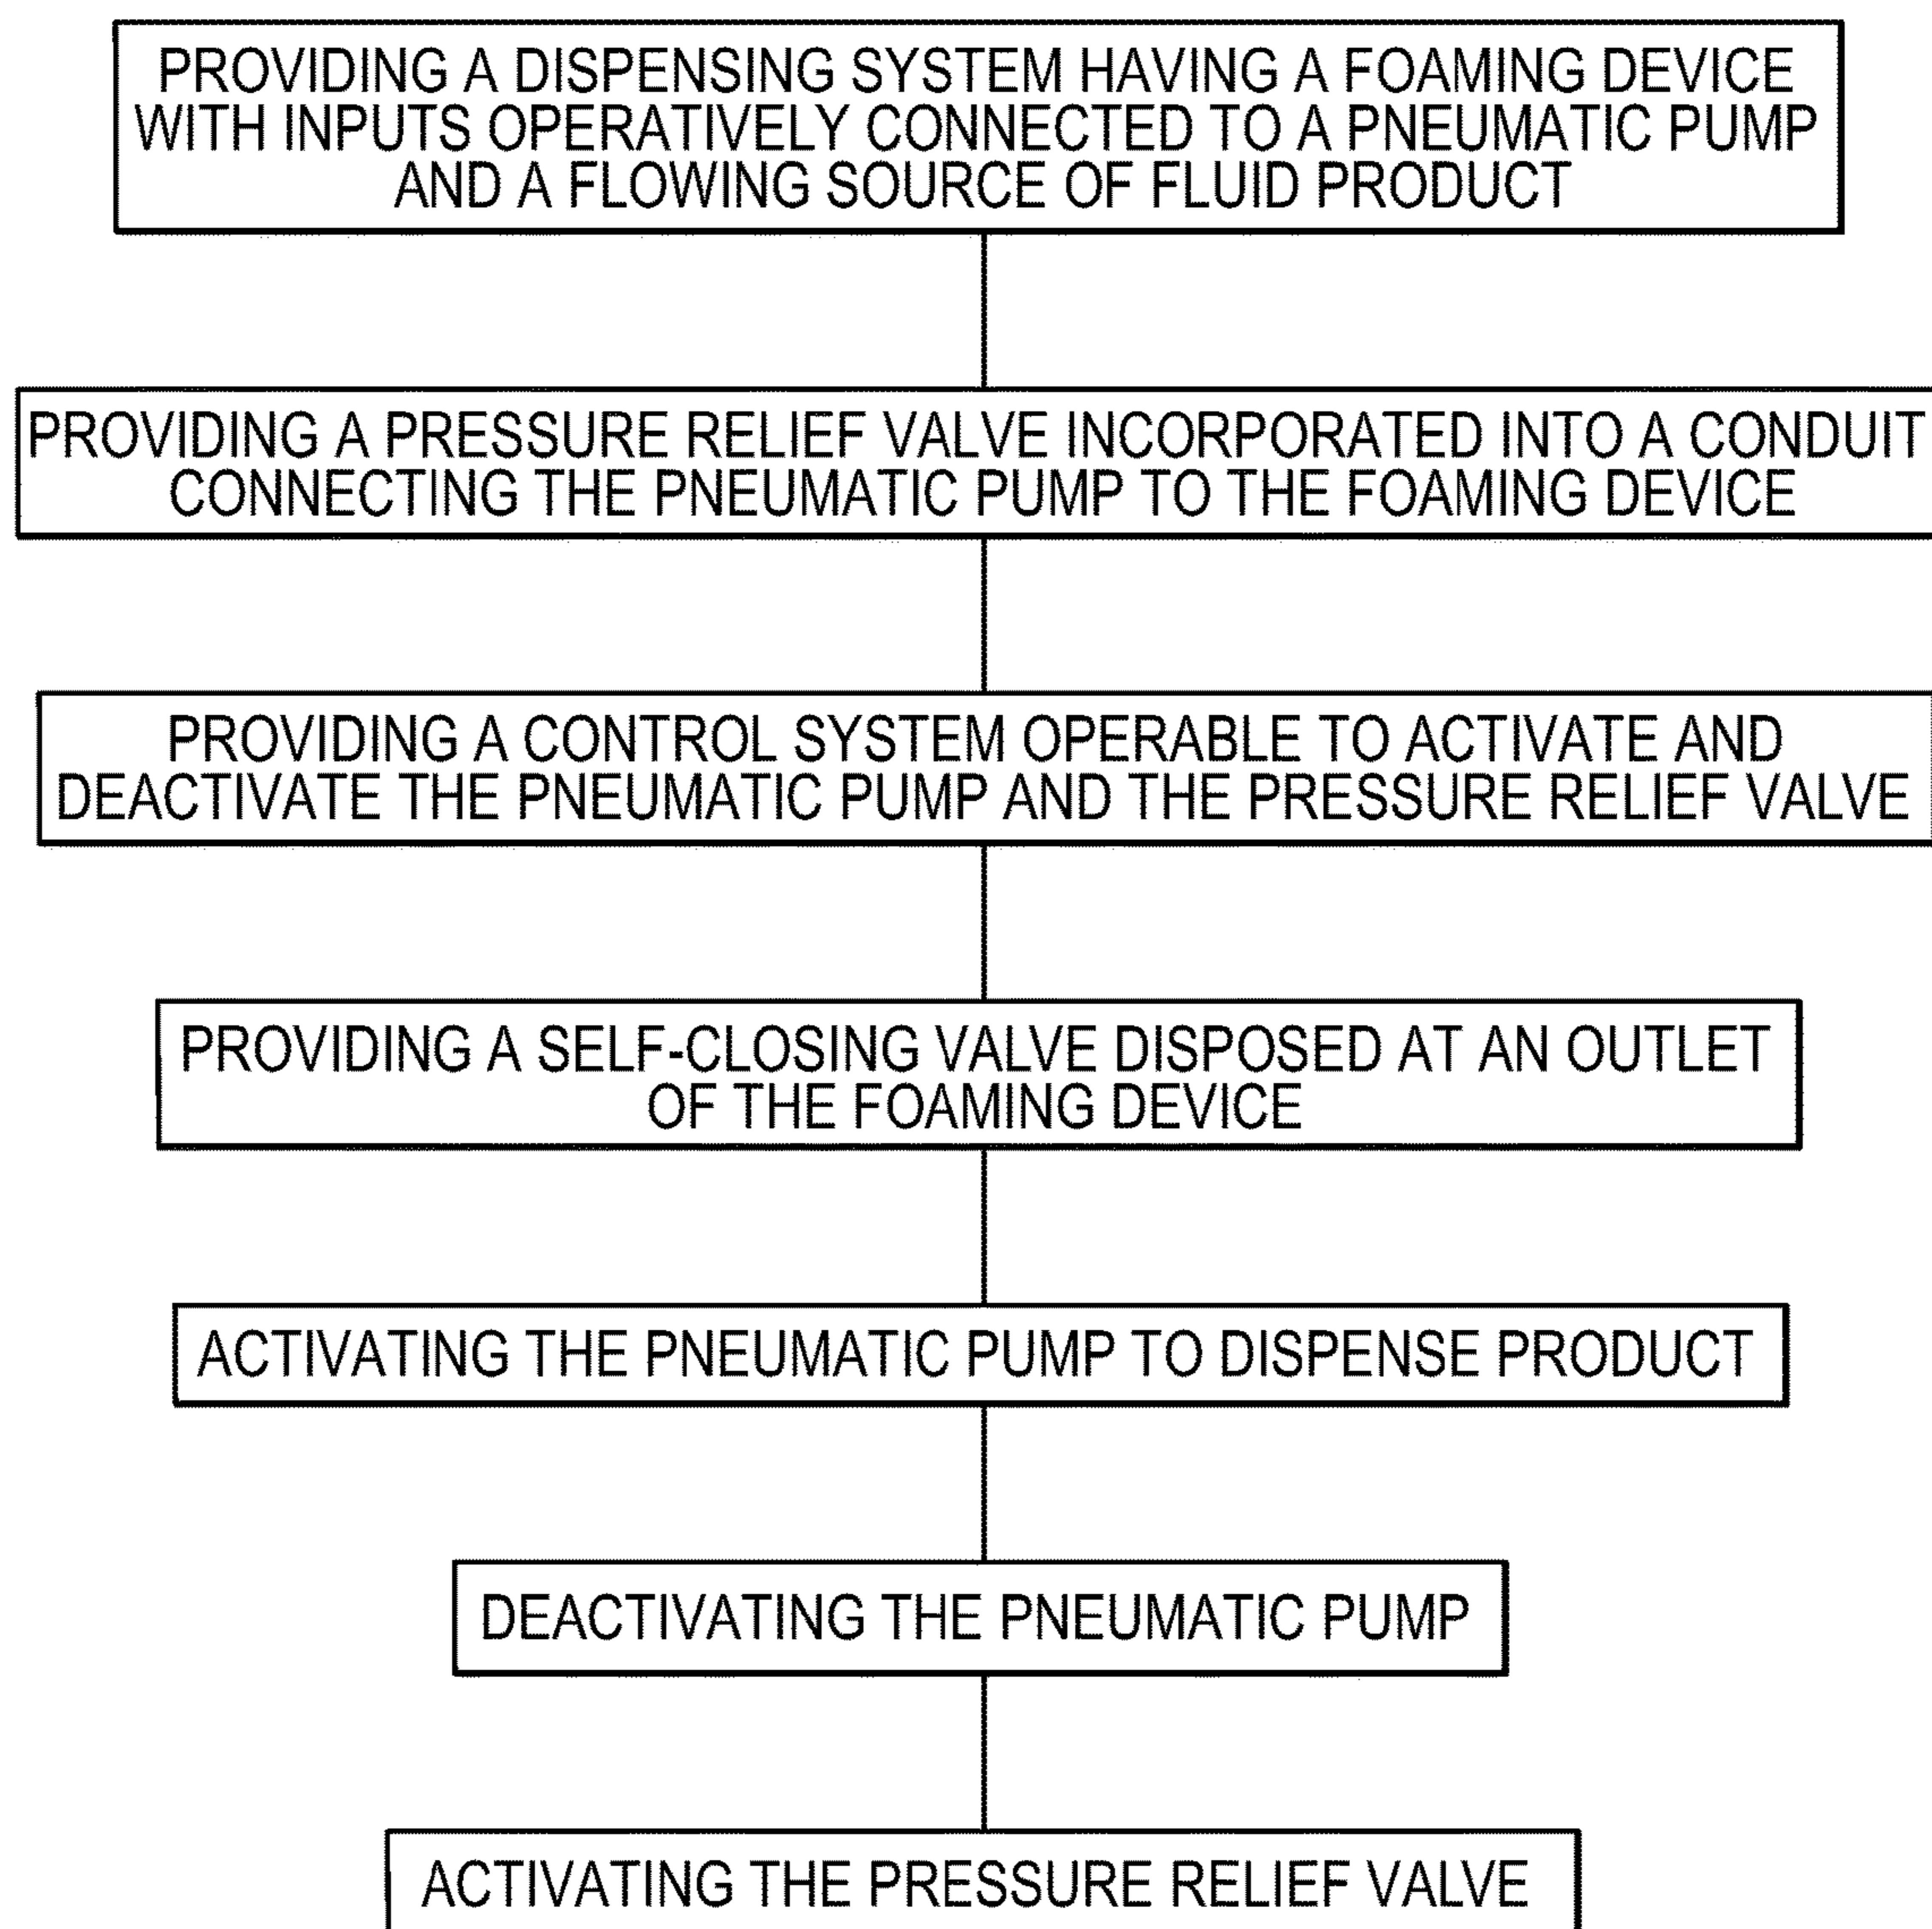 PROVIDING A DISPENSING SYSTEM HAVING A FOAMING DEVICE
WITH INPUTS OPERATIVELY CONNECTED TO A PNEUMATIC PUMP
AND A FLOWING SOURCE OF FLUID PRODUCT
PROVIDING A PRESSURE RELIEF VALVE INCORPORATED INTO A CONDUIT
CONNECTING THE PNEUMATIC PUMP TO THE FOAMING DEVICE
PROVIDING A CONTROL SYSTEM OPERABLE TO ACTIVATE AND
DEACTIVATE THE PNEUMATIC PUMP AND THE PRESSURE RELIEF VALVE
PROVIDING A SELF-CLOSING VALVE DISPOSED AT AN OUTLET
OF THE FOAMING DEVICE
ACTIVATING THE PNEUMATIC PUMP TO DISPENSE PRODUCT
DEACTIVATING THE PNEUMATIC PUMP
ACTIVATING THE PRESSURE RELIEF VALVE